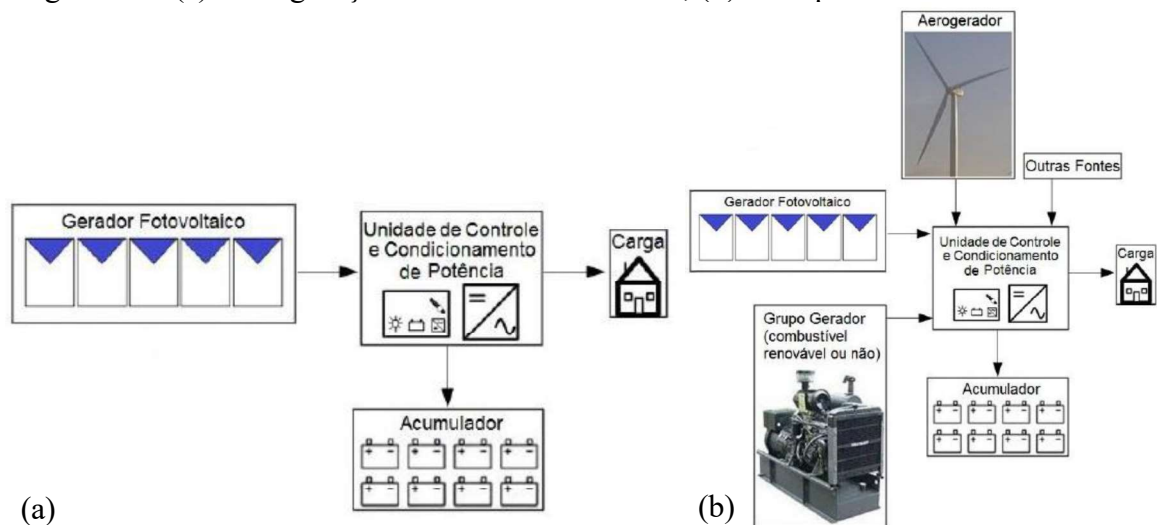 Gerador Fotovoltaico
Unidade de Controle
e Condicionamento
de Potência
Carga
Acumulador
(a)
Aerogerador
Outras Fontes
Gerador Fotovoltaico
Unidade de Controle
e Condicionamento
de Potência
Carga
Grupo Gerador
(combustível
renovável ou não)
Acumulador
(b)